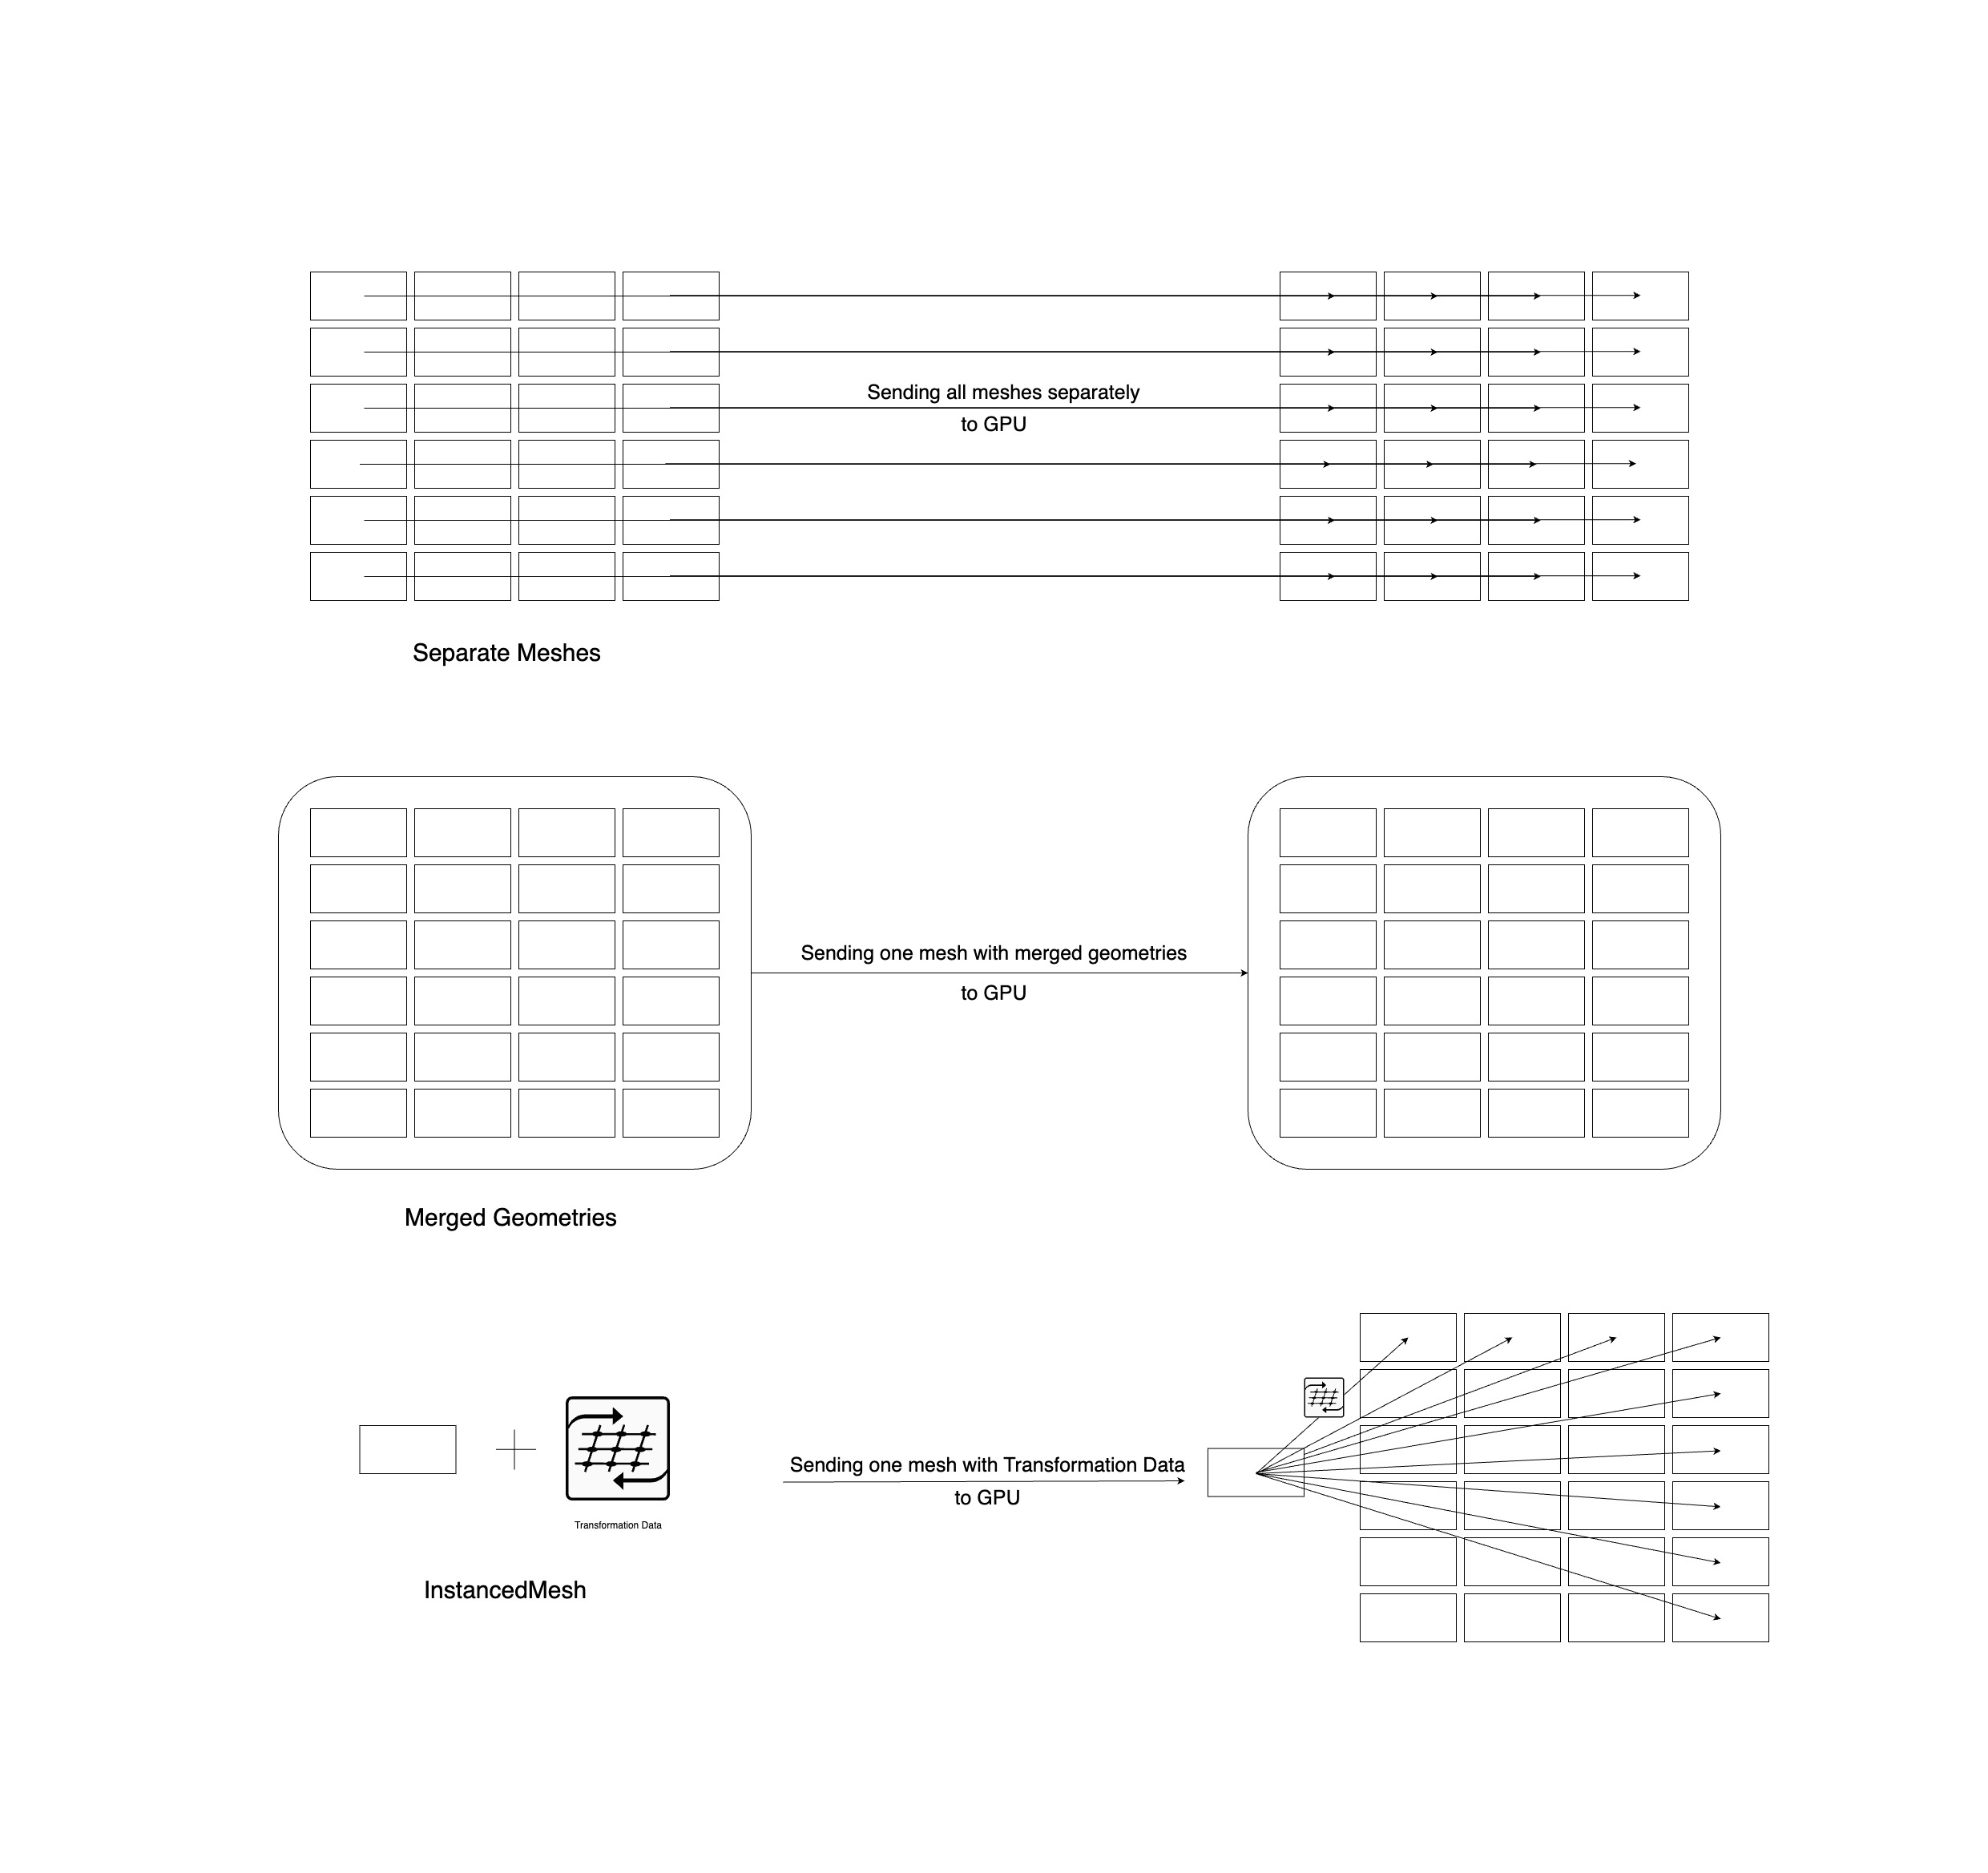 Sending all meshes separately
to GPU
Separate Meshes
Sending one mesh with merged geometries
to GPU
Merged Geometries
Sending one mesh with Transformation Data
to GPU
Transformation Data
InstancedMesh